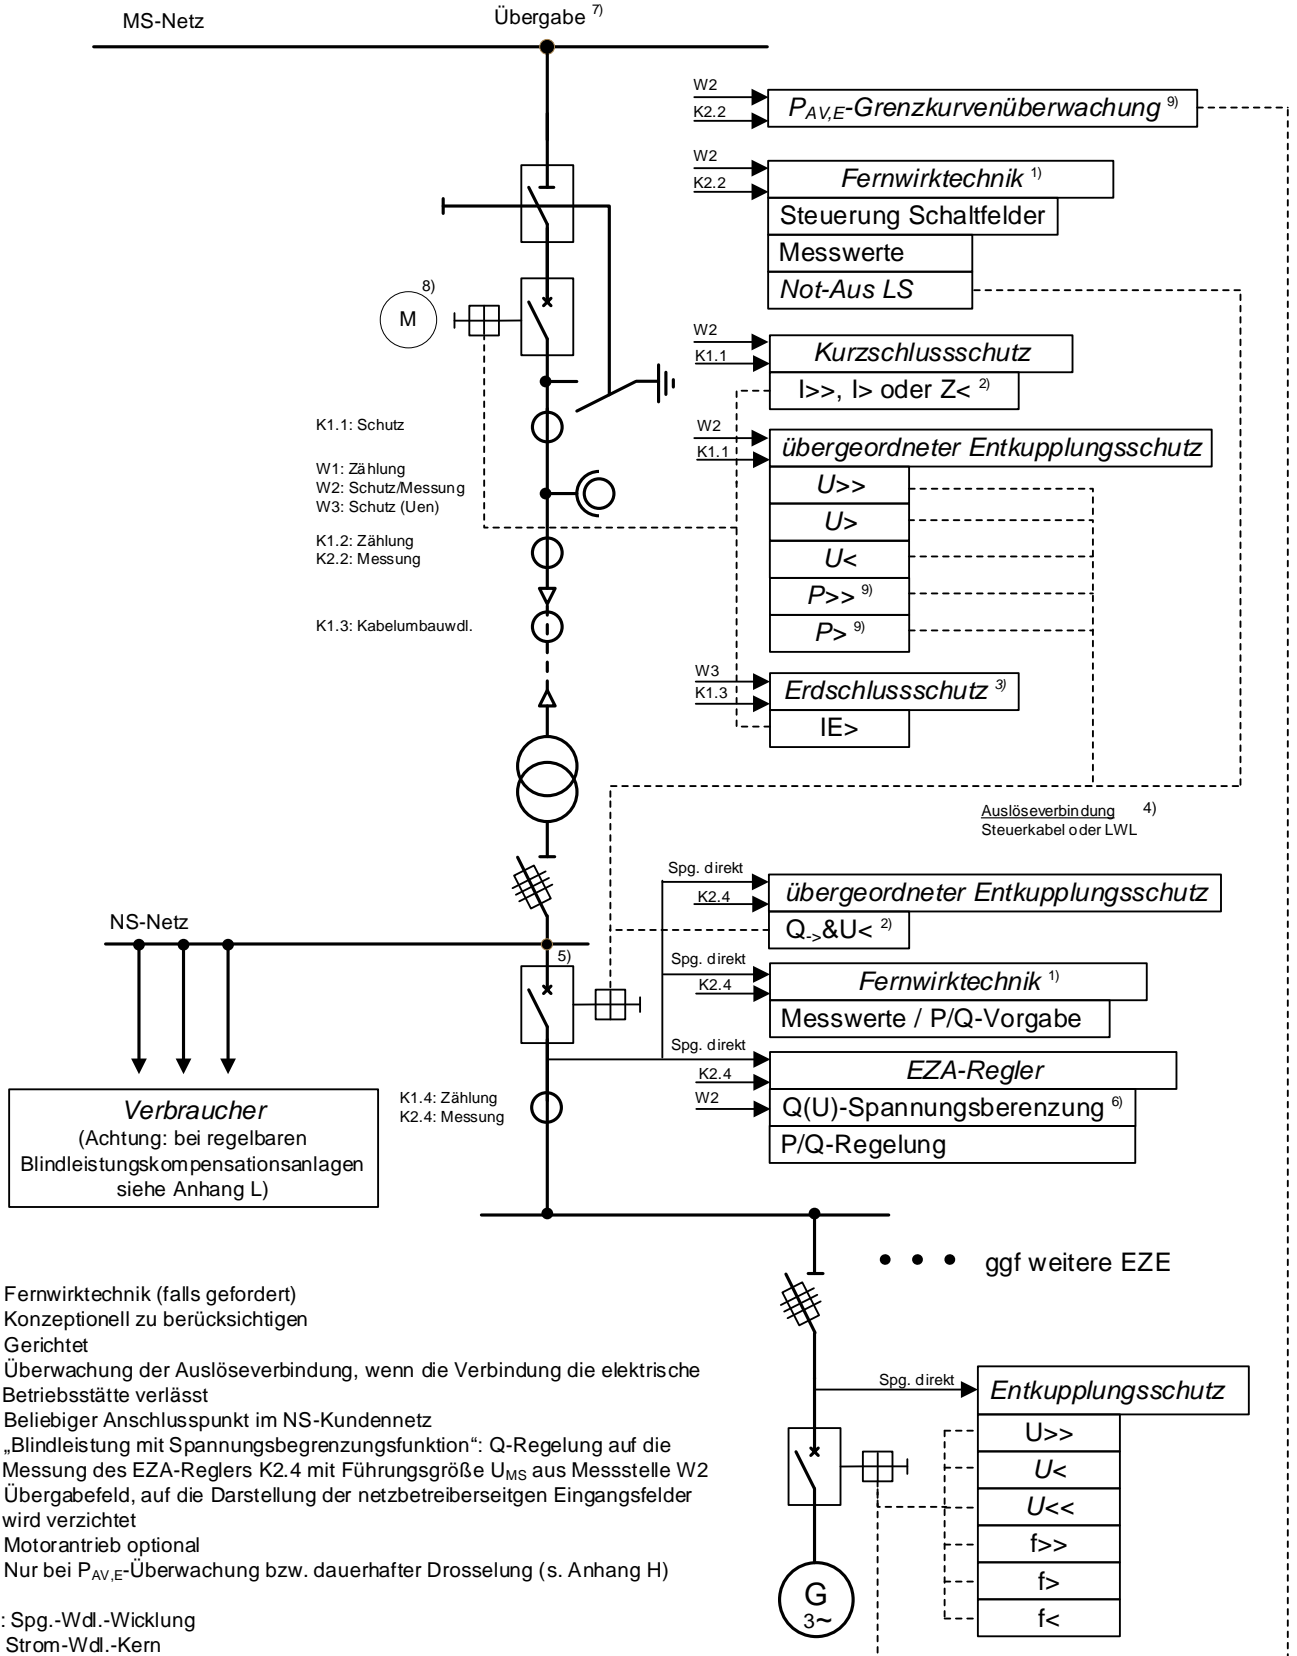 MS-Netz
Übergabe 7)
W2
K2.2
PAV,E-Grenzkurvenüberwachung 9)
W2
K2.2
Fernwirktechnik 1)
Steuerung Schaltfelder
Messwerte
Not-Aus LS
8)
M
W2
K1.1
Kurzschlussschutz
I>>, I> oder Z< 2)
K1.1: Schutz
W1: Zählung
W2: Schutz/Messung
W3: Schutz (Uen)
K1.2: Zählung
K2.2: Messung
K1.3: Kabelumbauwdl.
W2
K1.1
übergeordneter Entkupplungsschutz
U>>
U>
U<
P>> 9)
P> 9)
W3
K1.3
Erdschlussschutz 3)
IE>
Auslöseverbindung 4)
Steuerkabel oder LWL
Spg. direkt
K2.4
übergeordneter Entkupplungsschutz
Q->&U< 2)
NS-Netz
5)
Spg. direkt
K2.4
Fernwirktechnik 1)
Messwerte / P/Q-Vorgabe
Spg. direkt
K2.4
W2
EZA-Regler
Q(U)-Spannungsberenzung 6)
P/Q-Regelung
K1.4: Zählung
K2.4: Messung
Verbraucher
(Achtung: bei regelbaren
Blindleistungskompensationsanlagen
siehe Anhang L)
ggf weitere EZE
Fernwirktechnik (falls gefordert)
Konzeptionell zu berücksichtigen
Gerichtet
Überwachung der Auslöseverbindung, wenn die Verbindung die elektrische
Betriebsstätte verlässt
Beliebiger Anschlusspunkt im NS-Kundennetz
„Blindleistung mit Spannungsbegrenzungsfunktion“: Q-Regelung auf die
Messung des EZA-Reglers K2.4 mit Führungsgröße UMS aus Messstelle W2
Übergabefeld, auf die Darstellung der netzbetreiberseitgen Eingangsfelder
wird verzichtet
Motorantrieb optional
Nur bei PAV,E-Überwachung bzw. dauerhafter Drosselung (s. Anhang H)
: Spg.-Wdl.-Wicklung
Strom-Wdl.-Kern
Spg. direkt
Entkupplungsschutz
U>>
U<
U<<
f>>
f>
f<
G
3~